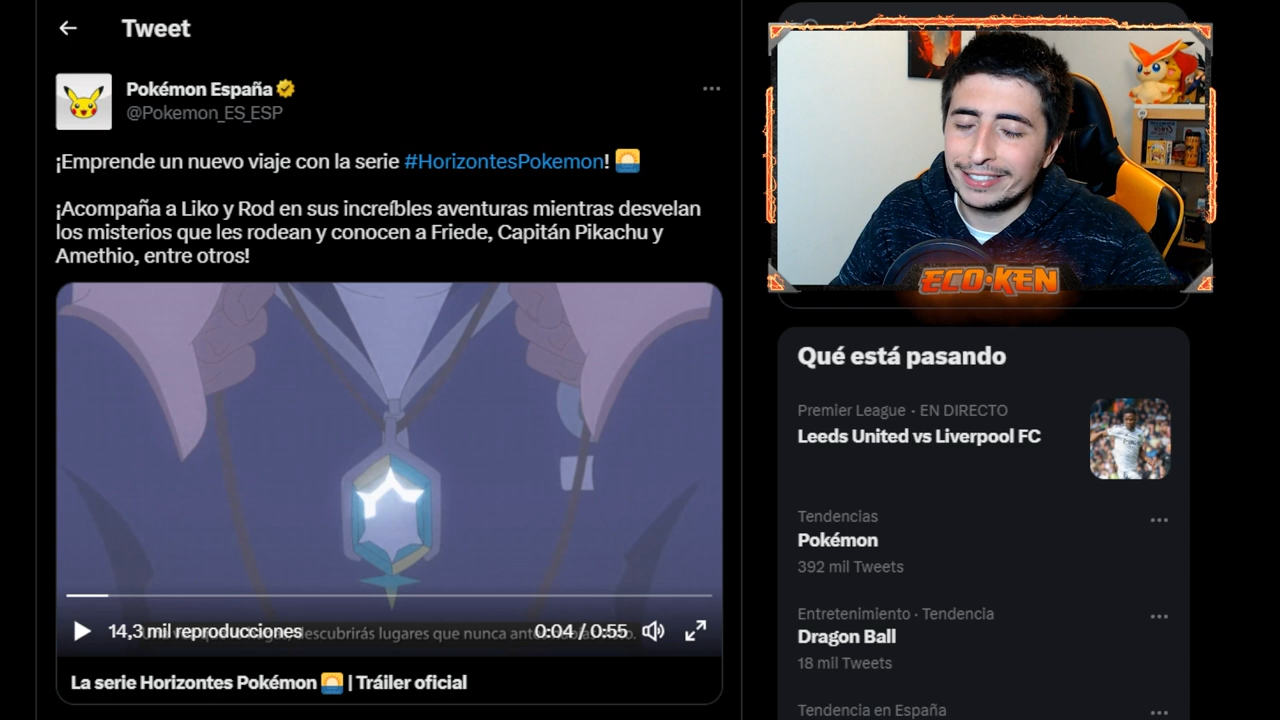 Tweet
Pokémon España
@Pokemon_ES_ESP
¡Emprende un nuevo viaje con la serie #HorizontesPokemon!
¡Acompaña a Liko y Rod en sus increíbles aventuras mientras desvelan
los misterios que les rodean y conocen a Friede, Capitán Pikachu y
Amethio, entre otros!
14,3 mil reproducciones
descubrirás lugares que nunca
0:04 / 0:55
La serie Horizontes Pokémon | Tráiler oficial
ECO·KEN
Qué está pasando
Premier League · EN DIRECTO
Leeds United vs Liverpool FC
Tendencias
Pokémon
392 mil Tweets
Entretenimiento · Tendencia
Dragon Ball
18 mil Tweets
Tendencia en España